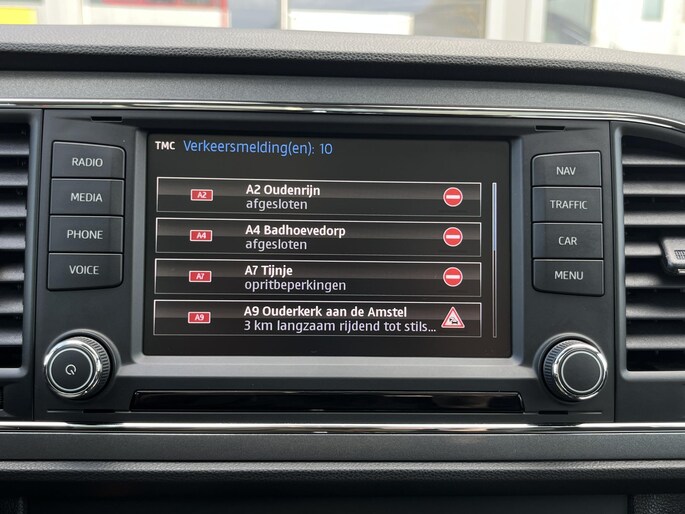 TMC Verkeersmelding(en): 10
RADIO
MEDIA
PHONE
VOICE
A2 A2 Oudenrijn
afgesloten
A4 A4 Badhoevedorp
afgesloten
A7 A7 Tijnje
opritbeperkingen
A9 A9 Ouderkerk aan de Amstel
3 km langzaam rijdend tot stils...
NAV
TRAFFIC
CAR
MENU